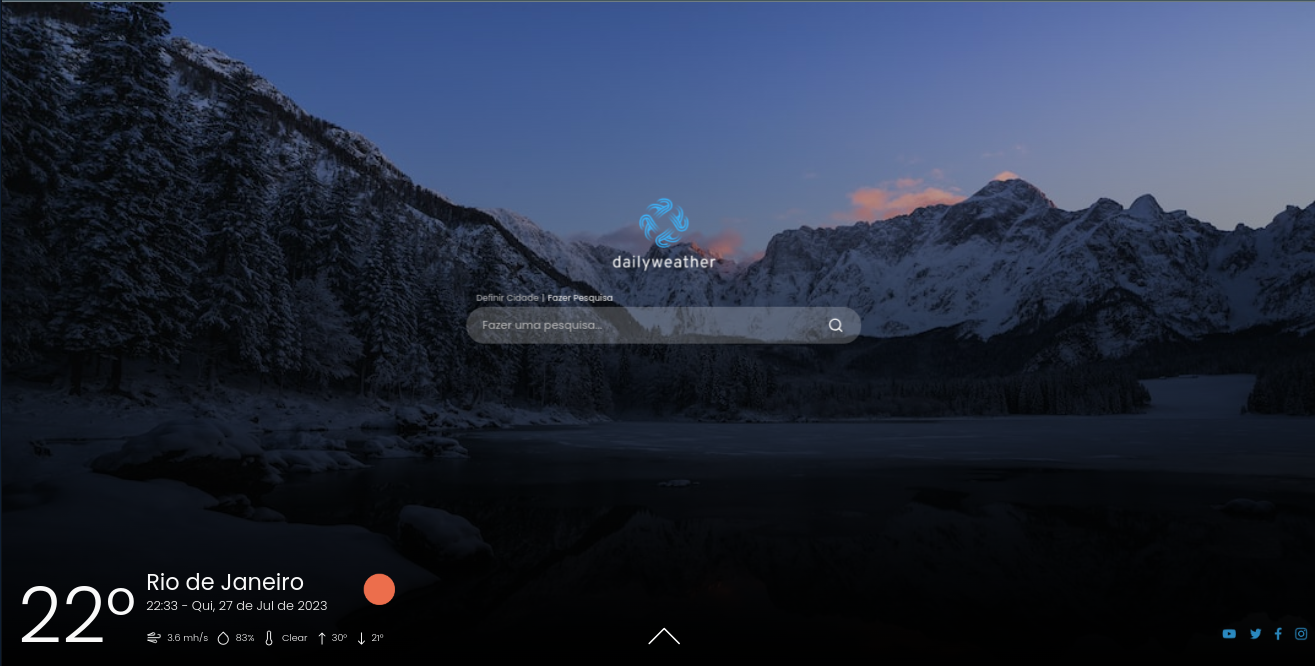 dailyweather
Definir Cidade | Fazer Pesquisa
Fazer uma pesquisa...
22º
Rio de Janeiro
22:33 - Qui, 27 de Jul de 2023
3.6 mh/s 83% Clear 30º 21º